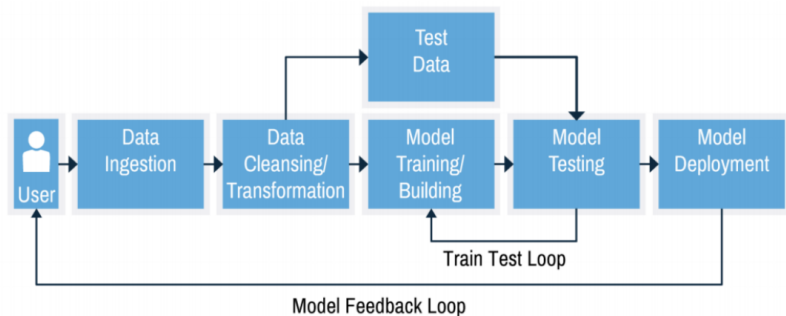 Test
Data
User
Data
Ingestion
Data
Cleansing/
Transformation
Model
Training/
Building
Model
Testing
Model
Deployment
Train Test Loop
Model Feedback Loop